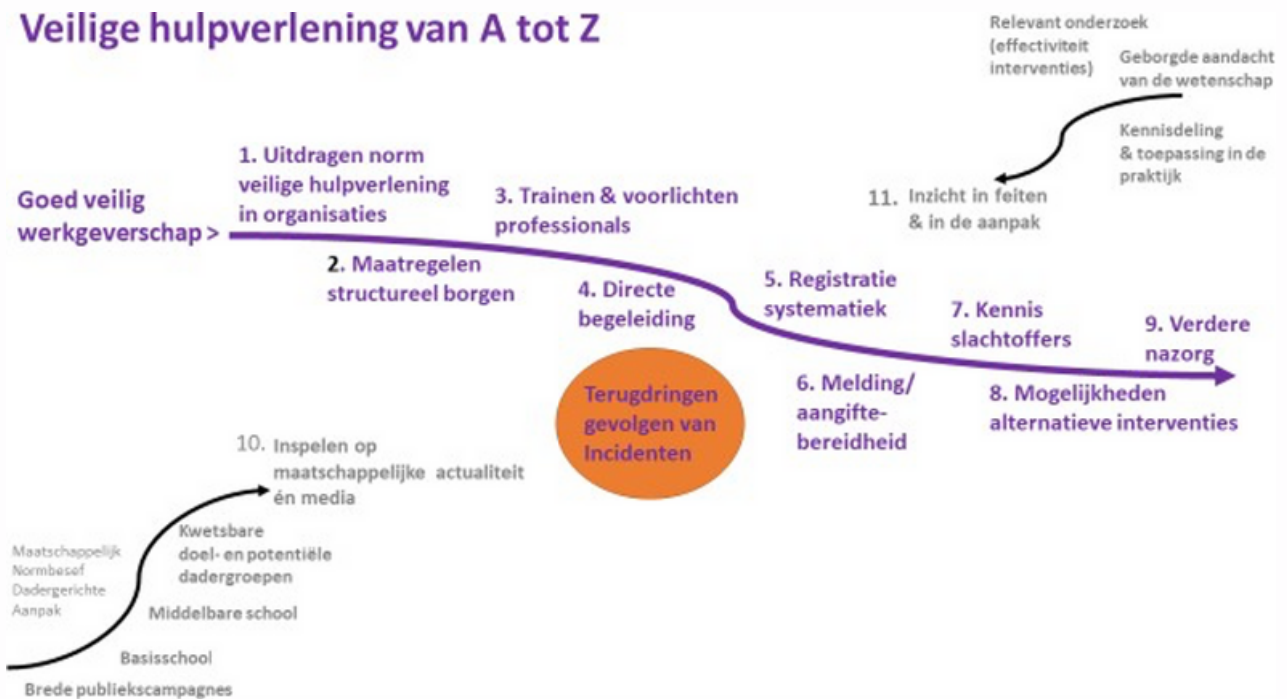 Veilige hulpverlening van A tot Z
Relevant onderzoek
(effectiviteit
interventies)
Geborgde aandacht
van de wetenschap
Kennisdeling
& toepassing in de
praktijk
11. Inzicht in feiten
& in de aanpak
Goed veilig
werkgeverschap >
1. Uitdragen norm
veilige hulpverlening
in organisaties
2. Maatregelen
structureel borgen
3. Trainen & voorlichten
professionals
4. Directe
begeleiding
5. Registratie
systematiek
6. Melding/
aangifte-
bereidheid
7. Kennis
slachtoffers
8. Mogelijkheden
alternatieve interventies
9. Verdere
nazorg
Terugdringen
gevolgen van
Incidenten
10. Inspelen op
maatschappelijke actualiteit
én media
Kwetsbare
doel- en potentiële
dadergroepen
Maatschappelijk
Normbesef
Dadergerichte
Aanpak
Middelbare school
Basisschool
Brede publiekscampagnes